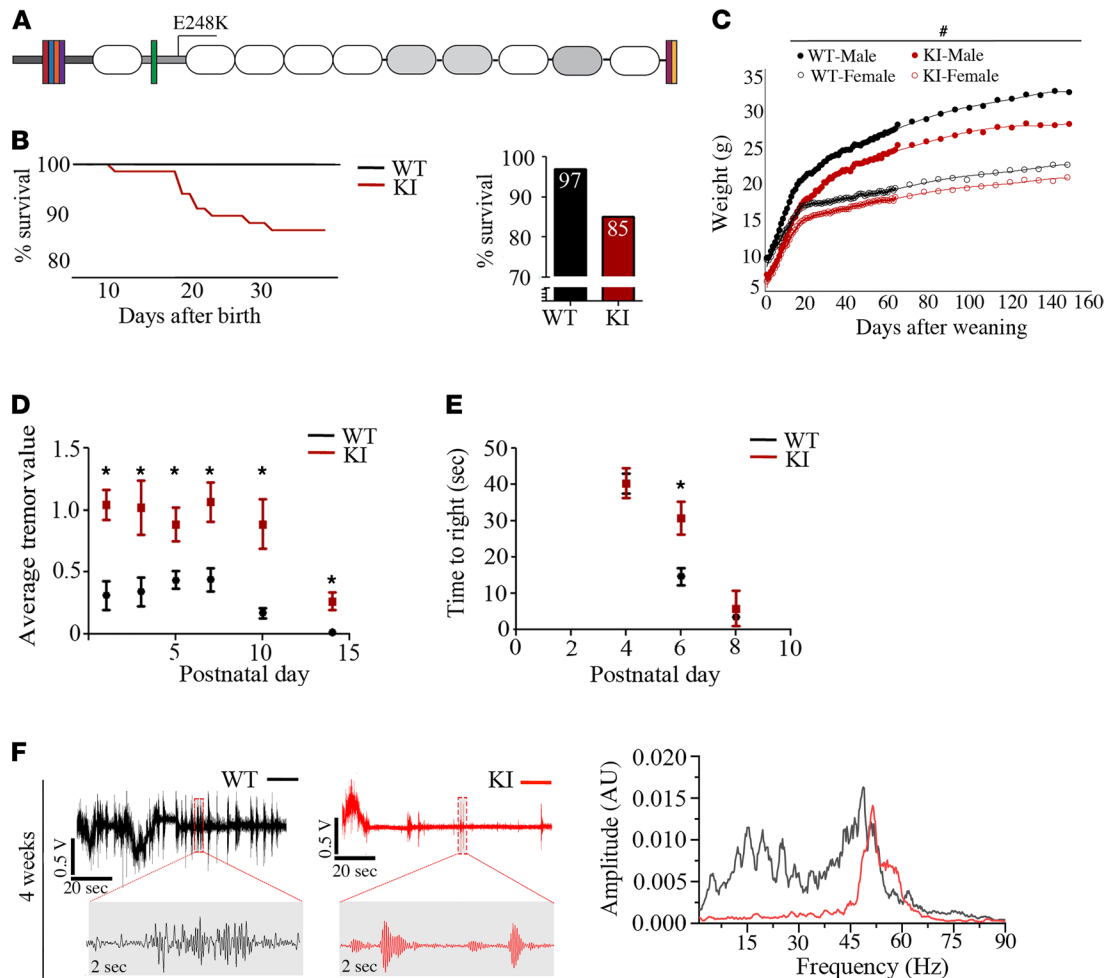 A
E248K
B
% survival
100
90
80
10 20 30
Days after birth
WT
KI
% survival
100
90
80
70
97
85
WT KI
C
#
WT-Male KI-Male
WT-Female KI-Female
Weight (g)
35
30
25
20
15
10
5
0 20 40 60 80 100 120 140 160
Days after weaning
D
WT
KI
Average tremor value
1.5
1.0
0.5
0
* * * * * *
5 10 15
Postnatal day
E
WT
KI
Time to right (sec)
50
40
30
20
10
0
*
0 2 4 6 8 10
Postnatal day
F
4 weeks
WT
0.5 V
20 sec
2 sec
KI
0.5 V
20 sec
2 sec
Amplitude (AU)
0.020
0.015
0.010
0.005
0.000
15 30 45 60 75 90
Frequency (Hz)